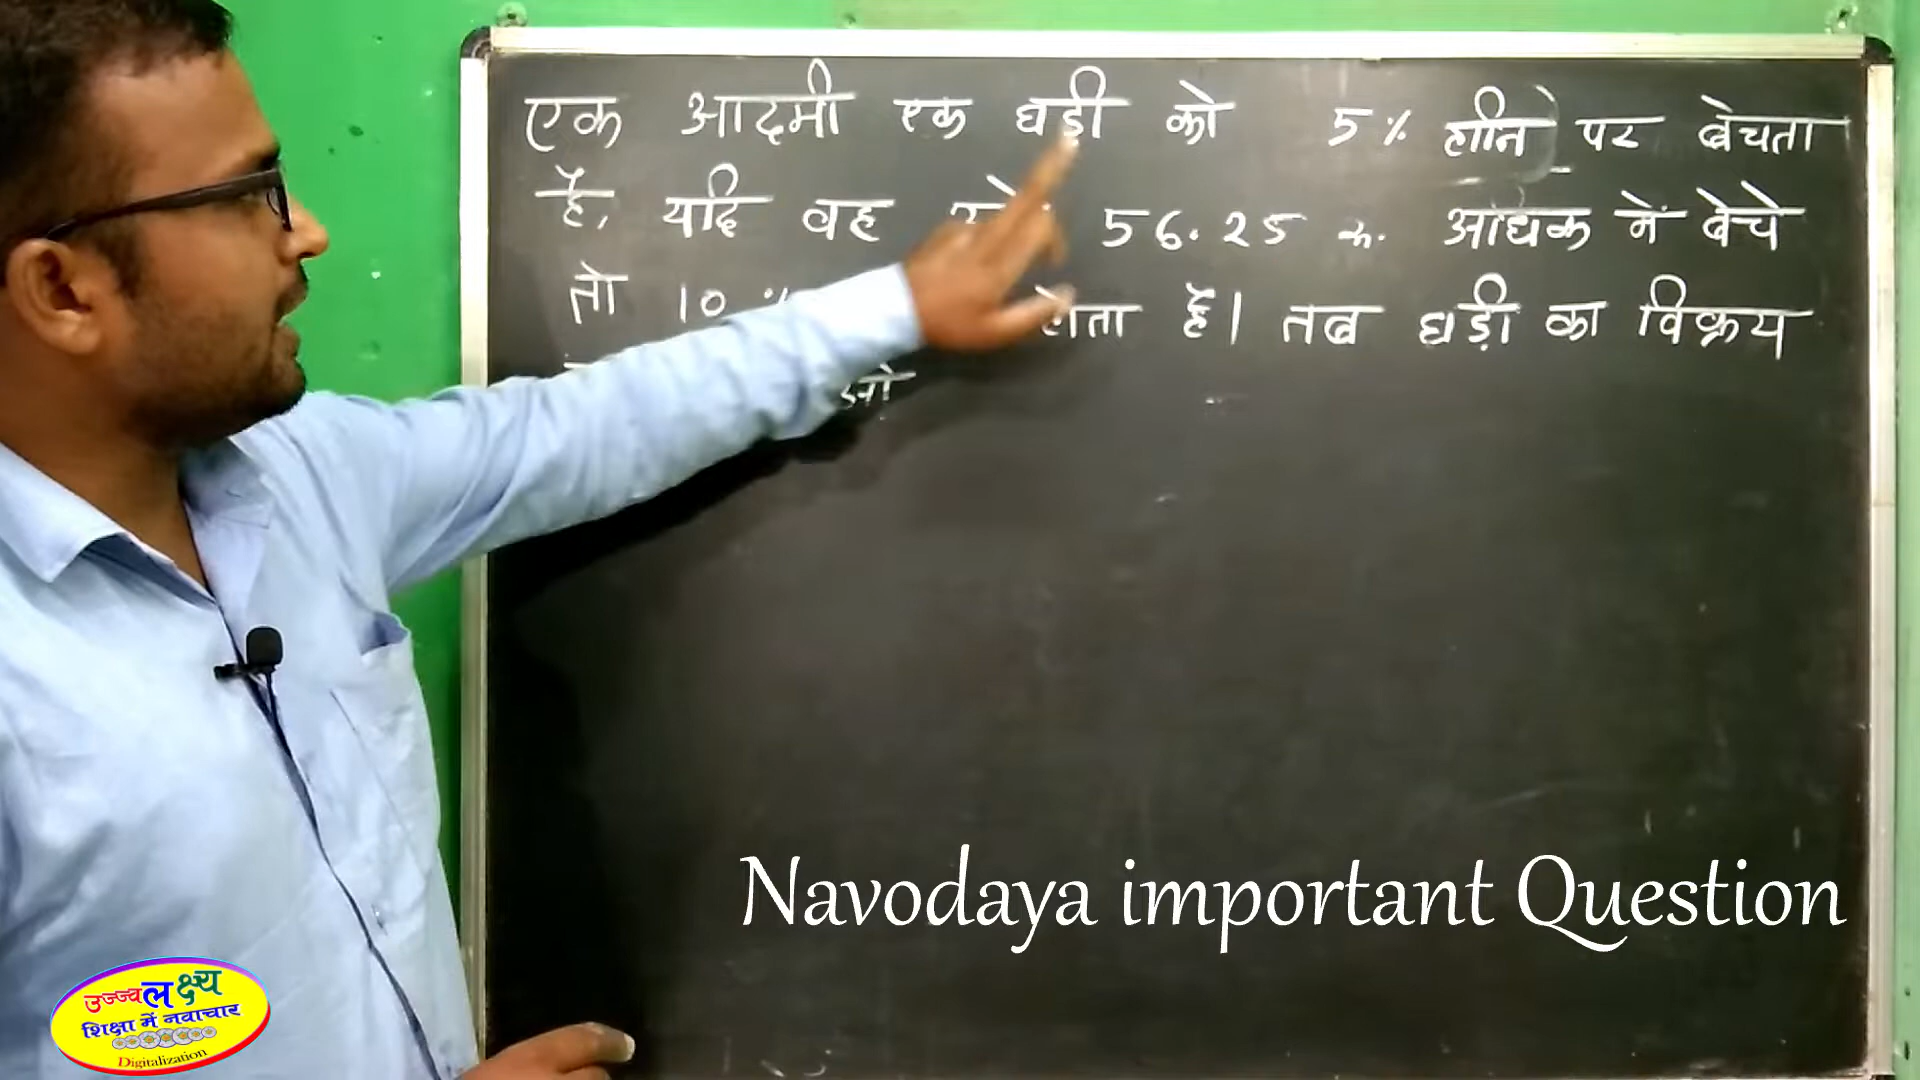 एक आदमी एक घड़ी को 5% हानि पर बेचता
है, यदि वह 56.25 रू. अधिक में बेचे
तो 10 % होता है। तब घड़ी का विक्रय
Navodaya important Question
उज्ज्वल क्ष्य
शिक्षा में नवाचार
Digitalization